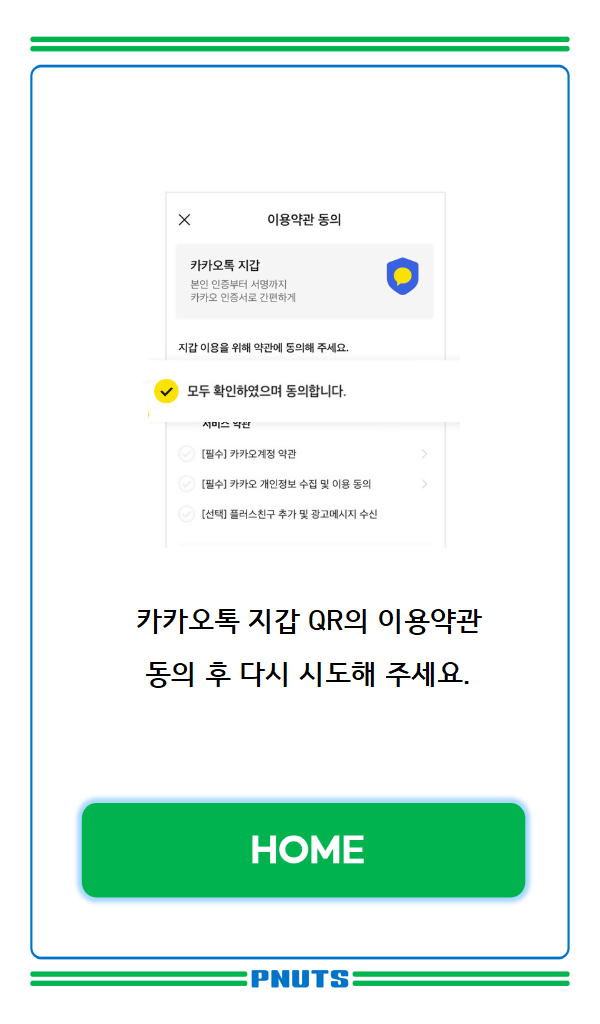 이용약관 동의
카카오톡 지갑
본인 인증부터 서명까지
카카오 인증서로 간편하게
지갑 이용을 위해 약관에 동의해 주세요.
모두 확인하였으며 동의합니다.
서비스 약관
[필수] 카카오계정 약관
[필수] 카카오 개인정보 수집 및 이용 동의
[선택] 플러스친구 추가 및 광고메시지 수신
카카오톡 지갑 QR의 이용약관
동의 후 다시 시도해 주세요.
HOME
PNUTS